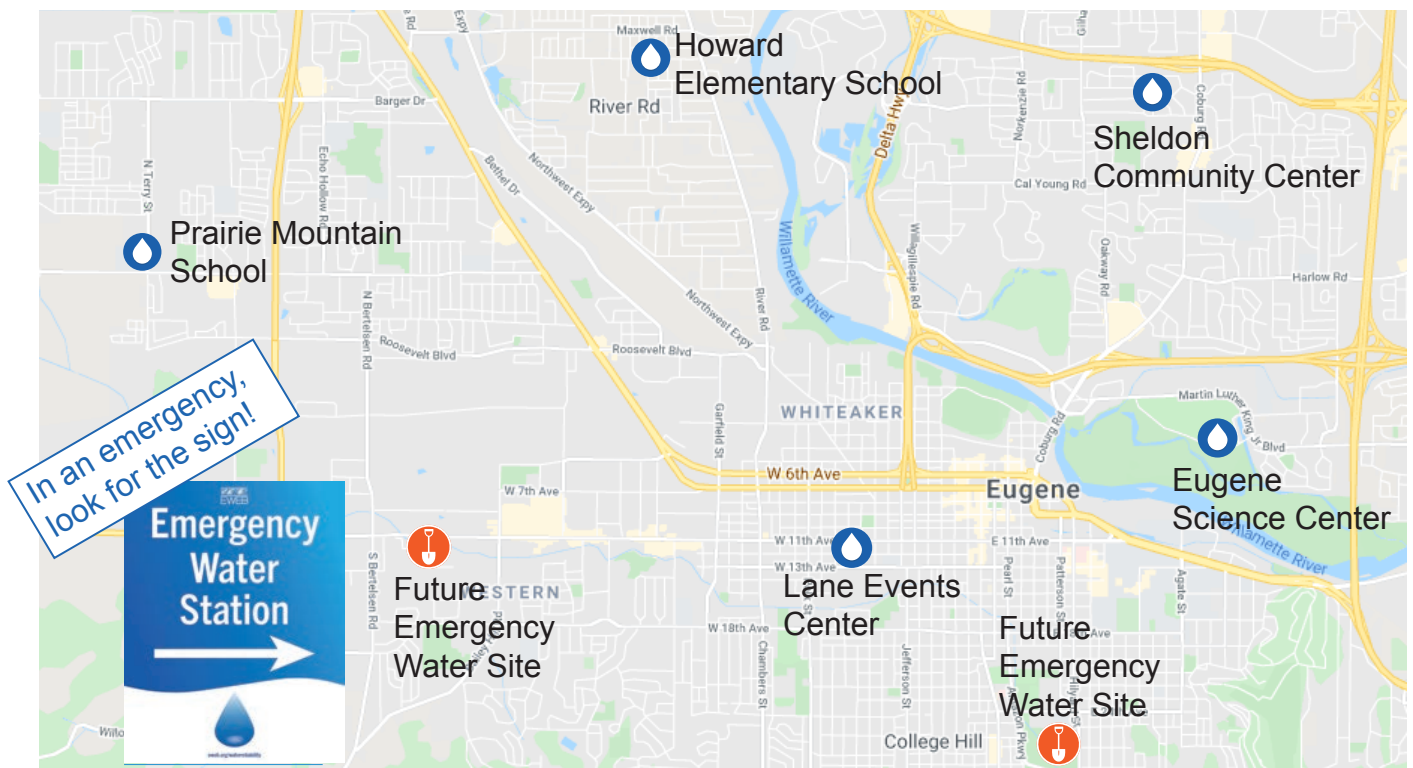 Maxwell Rd
Howard
Elementary School
River Rd
Barger Dr
Northwest Expy
Bethel Dr
N Terry St
Echo Hollow Rd
Prairie Mountain
School
N Bertelsen Rd
Roosevelt Blvd
Northwest Expy
Roosevelt Blvd
River Rd
Willamette River
Delta Hwy
Norkenzie Rd
Coburg Rd
Sheldon
Community Center
Cal Young Rd
Willagillespie Rd
Oakway Rd
Harlow Rd
In an emergency,
look for the sign!
EWEB
Emergency
Water
Station
WHITEAKER
Garfield St
W 6th Ave
W 7th Ave
Coburg Rd
Martin Luther King Jr Blvd
Eugene
Eugene
Science Center
Willamette River
S Bertelsen Rd
Future
Emergency
Water Site
W 11th Ave
E 11th Ave
W 13th Ave
Lane Events
Center
W 18th Ave
Chambers St
Jefferson St
Pearl St
Patterson St
Agate St
Future
Emergency
Water Site
College Hill